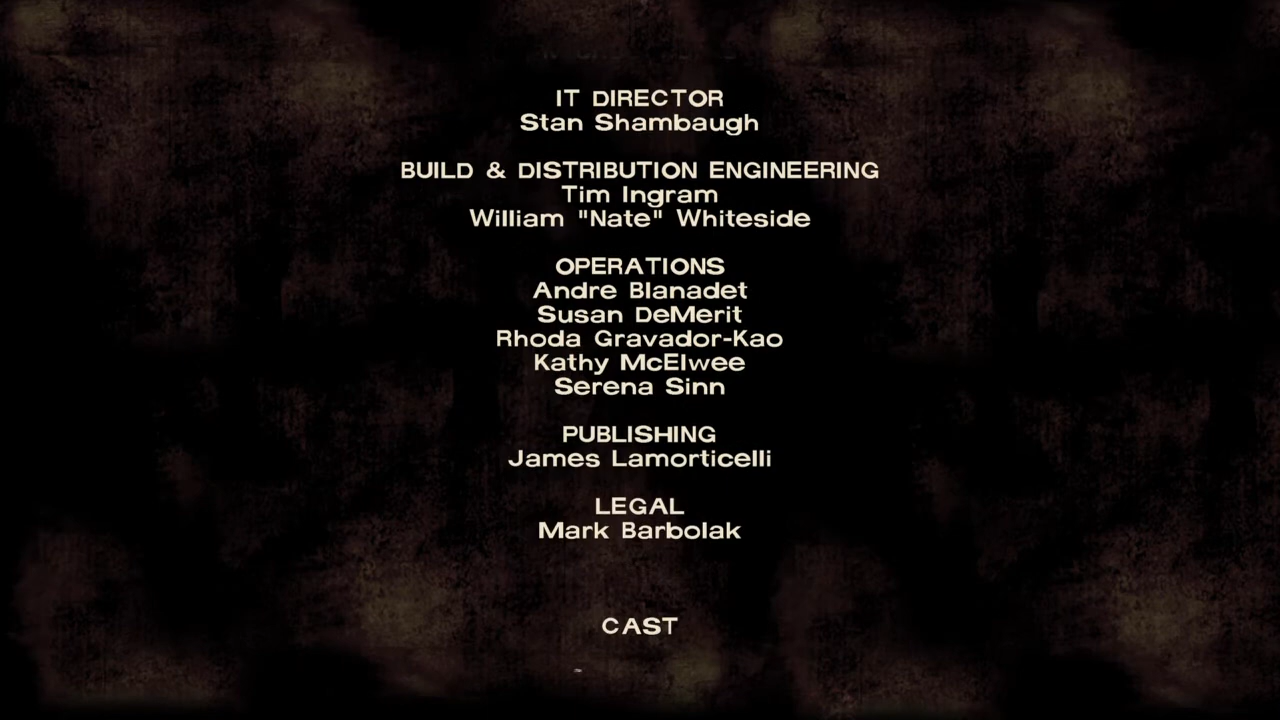 IT DIRECTOR
Stan Shambaugh
BUILD & DISTRIBUTION ENGINEERING
Tim Ingram
William "Nate" Whiteside
OPERATIONS
Andre Blanadet
Susan DeMerit
Rhoda Gravador-Kao
Kathy McElwee
Serena Sinn
PUBLISHING
James Lamorticelli
LEGAL
Mark Barbolak
CAST